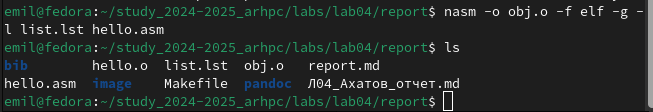 emil@fedora:~/study_2024-2025_arhpc/labs/lab04/report$ nasm -o obj.o -f elf -g -
l list.lst hello.asm
emil@fedora:~/study_2024-2025_arhpc/labs/lab04/report$ ls
bib hello.o list.lst obj.o report.md
hello.asm image Makefile pandoc Л04_Ахатов_отчет.md
emil@fedora:~/study_2024-2025_arhpc/labs/lab04/report$